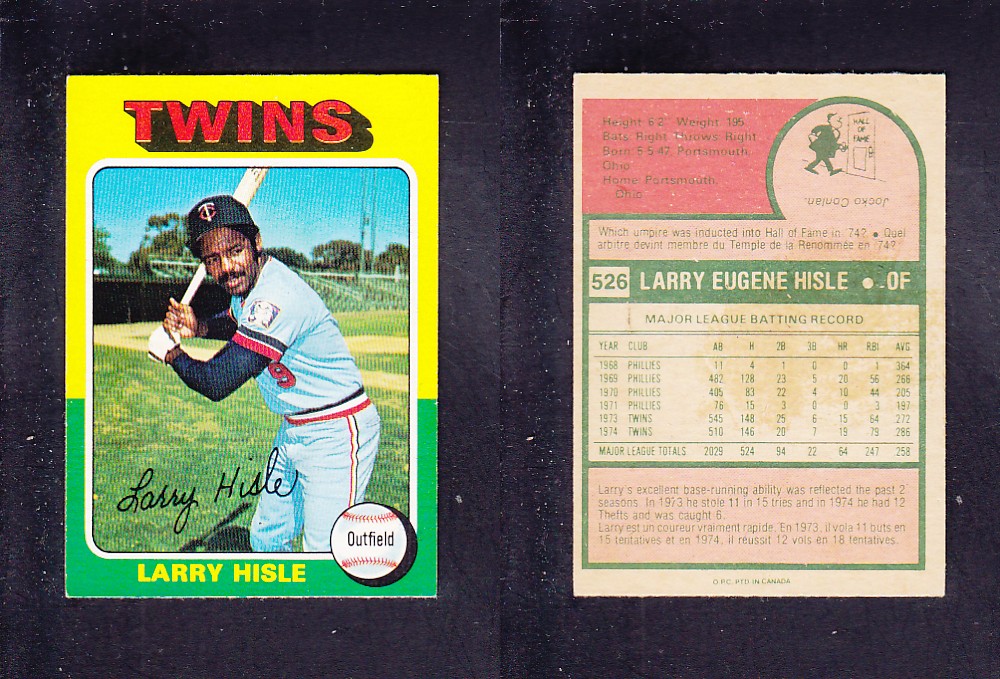 TWINS
Larry Hisle
Outfield
LARRY HISLE
Height: 6'2" Weight: 195
Bats: Right Throws: Right
Born: 5-5-47, Portsmouth,
Ohio
Home: Portsmouth,
Ohio
HALL
OF
FAME
Jocko Conlan.
Which umpire was inducted into Hall of Fame in '74? • Quel
arbitre devint membre du Temple de la Renommée en '74?
526 LARRY EUGENE HISLE • OF
MAJOR LEAGUE BATTING RECORD
YEAR CLUB AB H 2B 3B HR RBI AVG.
1968 PHILLIES 11 4 1 0 0 1 .364
1969 PHILLIES 482 128 23 5 20 56 .266
1970 PHILLIES 405 83 22 4 10 44 .205
1971 PHILLIES 76 15 3 0 0 3 .197
1973 TWINS 545 148 25 6 15 64 .272
1974 TWINS 510 146 20 7 19 79 .286
MAJOR LEAGUE TOTALS 2029 524 94 22 64 247 .258
Larry's excellent base-running ability was reflected the past 2
seasons. In 1973 he stole 11 in 15 tries and in 1974 he had 12
Thefts and was caught 6.
Larry est un coureur vraiment rapide. En 1973, il vola 11 buts en
15 tentatives et en 1974, il réussit 12 vols en 18 tentatives.
O.P.C. PTD. IN CANADA